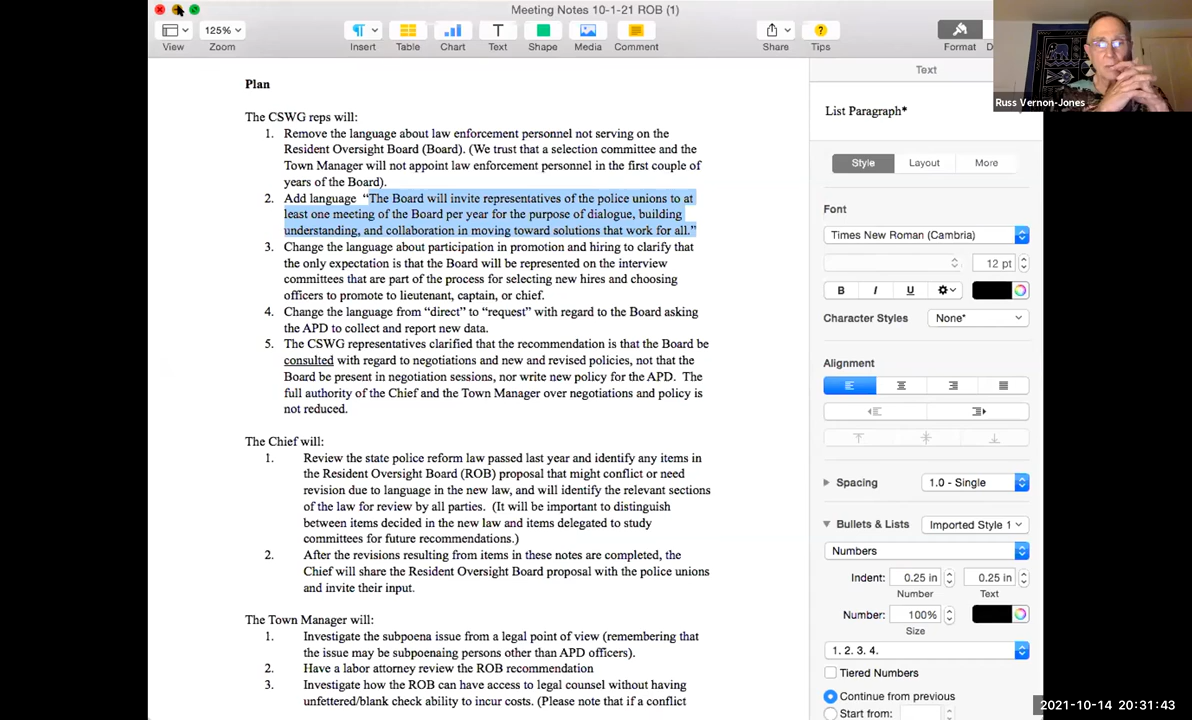 Meeting Notes 10-1-21 ROB (1)
125%
View
Zoom
Insert
Table
Chart
Text
Shape
Media
Comment
Share
Tips
Format
D
Russ Vernon-Jones
Plan
The CSWG reps will:
1. Remove the language about law enforcement personnel not serving on the
Resident Oversight Board (Board). (We trust that a selection committee and the
Town Manager will not appoint law enforcement personnel in the first couple of
years of the Board).
2. Add language “The Board will invite representatives of the police unions to at
least one meeting of the Board per year for the purpose of dialogue, building
understanding, and collaboration in moving toward solutions that work for all.”
3. Change the language about participation in promotion and hiring to clarify that
the only expectation is that the Board will be represented on the interview
committees that are part of the process for selecting new hires and choosing
officers to promote to lieutenant, captain, or chief.
4. Change the language from “direct” to “request” with regard to the Board asking
the APD to collect and report new data.
5. The CSWG representatives clarified that the recommendation is that the Board be
consulted with regard to negotiations and new and revised policies, not that the
Board be present in negotiation sessions, nor write new policy for the APD. The
full authority of the Chief and the Town Manager over negotiations and policy is
not reduced.
The Chief will:
1. Review the state police reform law passed last year and identify any items in
the Resident Oversight Board (ROB) proposal that might conflict or need
revision due to language in the new law, and will identify the relevant sections
of the law for review by all parties. (It will be important to distinguish
between items decided in the new law and items delegated to study
committees for future recommendations.)
2. After the revisions resulting from items in these notes are completed, the
Chief will share the Resident Oversight Board proposal with the police unions
and invite their input.
The Town Manager will:
1. Investigate the subpoena issue from a legal point of view (remembering that
the issue may be subpoenaing persons other than APD officers).
2. Have a labor attorney review the ROB recommendation
3. Investigate how the ROB can have access to legal counsel without having
unfettered/blank check ability to incur costs. (Please note that if a conflict
Text
List Paragraph*
Style
Layout
More
Font
Times New Roman (Cambria)
12 pt
B I U
Character Styles
None*
Alignment
Spacing
1.0 - Single
Bullets & Lists
Imported Style 1
Numbers
Indent:
0.25 in
0.25 in
Number
Text
Number:
100%
Size
1. 2. 3. 4.
Tiered Numbers
Continue from previous
Start from:
2021-10-14 20:31:43